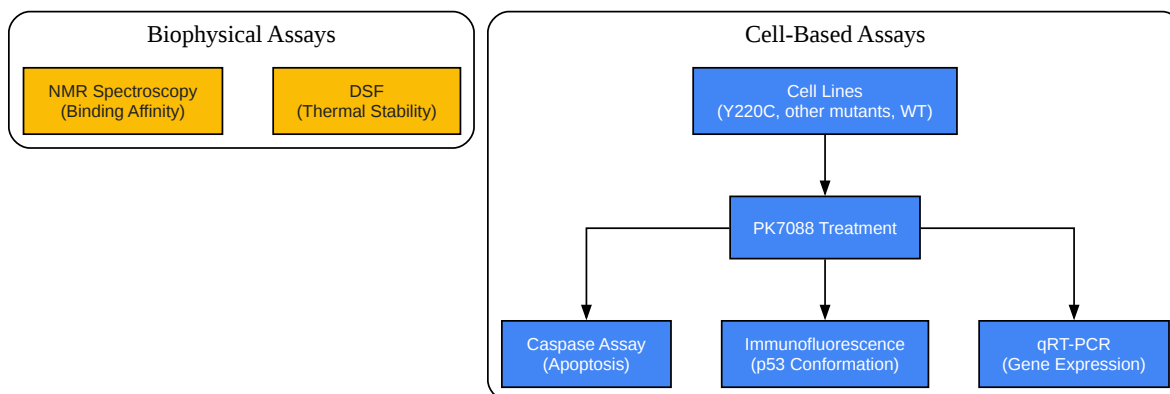 Biophysical Assays
NMR Spectroscopy
(Binding Affinity)
DSF
(Thermal Stability)
Cell-Based Assays
Cell Lines
(Y220C, other mutants, WT)
PK7088 Treatment
Caspase Assay
(Apoptosis)
Immunofluorescence
(p53 Conformation)
qRT-PCR
(Gene Expression)